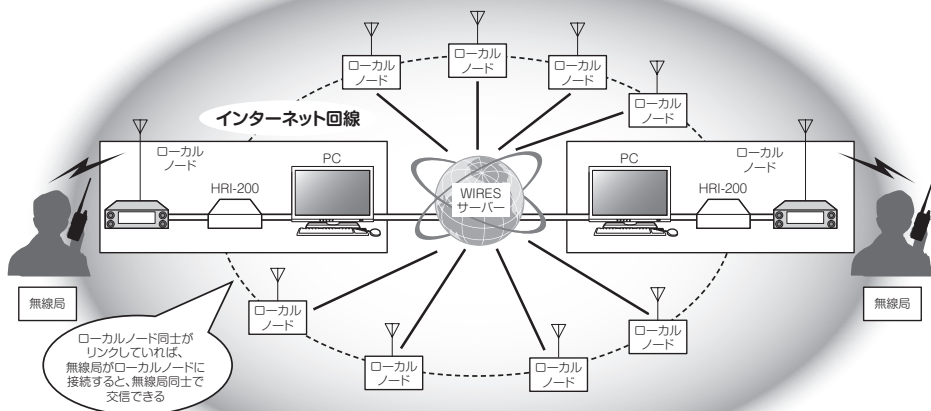 ローカル
ノード
ローカル
ノード
ローカル
ノード
ローカル
ノード
インターネット回線
ローカル
ノード
HRI-200
PC
WIRES
サーバー
PC
HRI-200
ローカル
ノード
無線局
無線局
ローカル
ノード
ローカル
ノード
ローカル
ノード
ローカル
ノード
ローカルノード同士が
リンクしていれば、
無線局がローカルノードに
接続すると、無線局同士で
交信できる